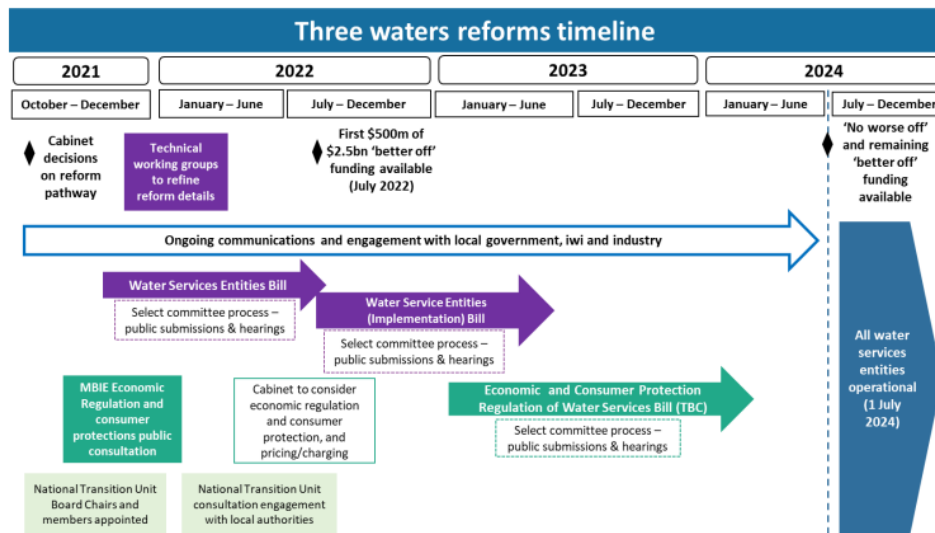 Three waters reforms timeline
2021
2022
2023
2024
October – December
January – June
July – December
January – June
July – December
January – June
July – December
Cabinet
decisions
on reform
pathway
Technical
working groups
to refine
reform details
First $500m of
$2.5bn ‘better off’
funding available
(July 2022)
‘No worse off’
and remaining
‘better off’
funding
available
Ongoing communications and engagement with local government, iwi and industry
Water Services Entities Bill
Select committee process –
public submissions & hearings
Water Service Entities
(Implementation) Bill
Select committee process –
public submissions & hearings
All water
services
entities
operational
(1 July
2024)
MBIE Economic
Regulation and
consumer
protections public
consultation
Cabinet to consider
economic regulation
and consumer
protection, and
pricing/charging
Economic and Consumer Protection
Regulation of Water Services Bill (TBC)
Select committee process –
public submissions & hearings
National Transition Unit
Board Chairs and
members appointed
National Transition Unit
consultation engagement
with local authorities